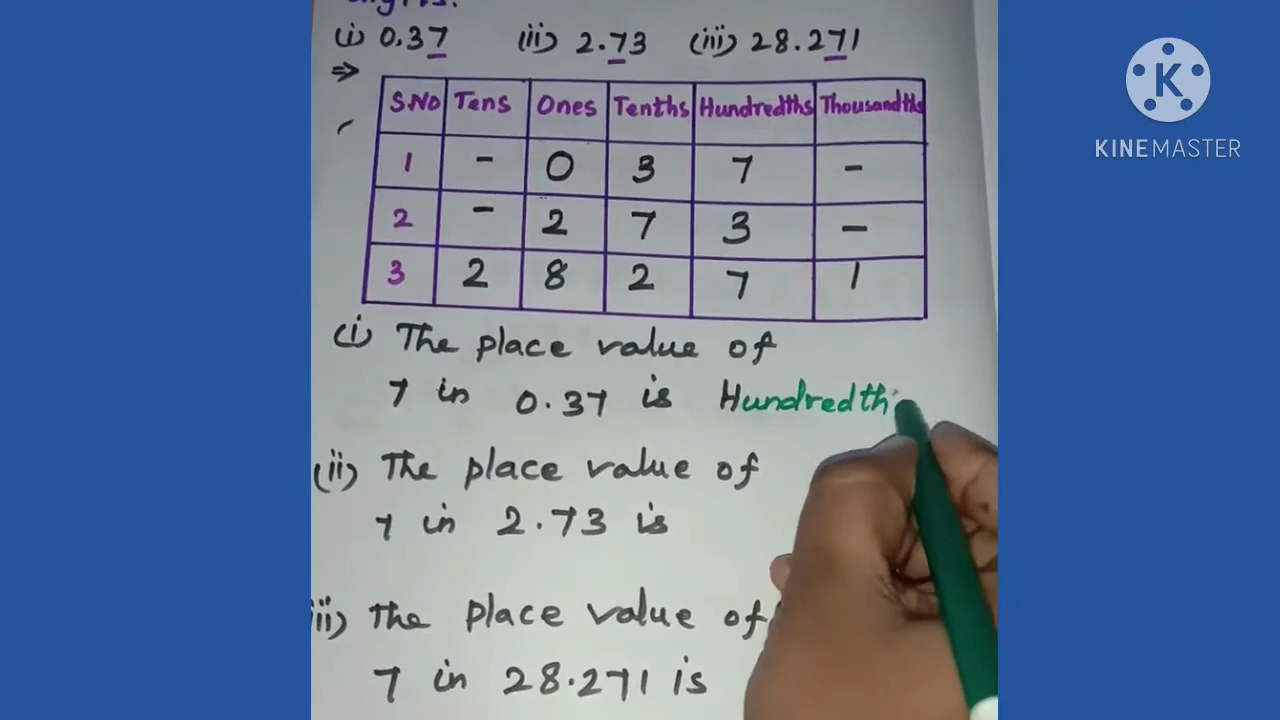 (i) 0.37 (ii) 2.73 (iii) 28.271
⇒
S.NO Tens Ones Tenths Hundredths Thousandths
1 - 0 3 7 -
2 - 2 7 3 -
3 2 8 2 7 1
(i) The place value of
7 in 0.37 is Hundredth
(ii) The place value of
7 in 2.73 is
iii) The place value of
7 in 28.271 is
K
KINEMASTER